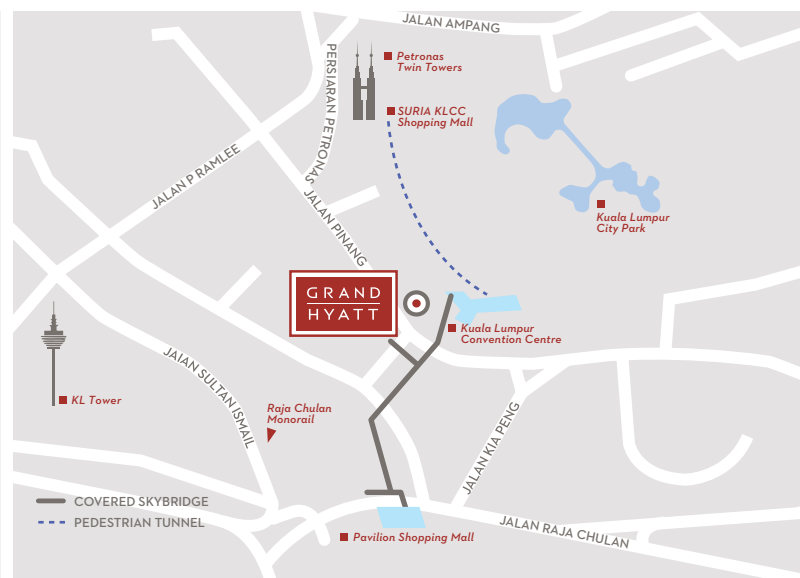 JALAN AMPANG
PERSIARAN PETRONAS
Petronas
Twin Towers
SURIA KLCC
Shopping Mall
JALAN P RAMLEE
JALAN PINANG
Kuala Lumpur
City Park
GRAND
HYATT
Kuala Lumpur
Convention Centre
JAIAN SULTAN ISMAIL
KL Tower
Raja Chulan
Monorail
JALAN KIA PENG
COVERED SKYBRIDGE
PEDESTRIAN TUNNEL
JALAN RAJA CHULAN
Pavilion Shopping Mall